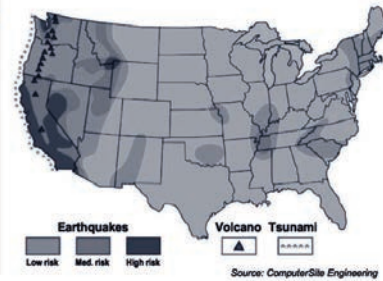 Earthquakes
Volcano Tsunami
Low risk Med. risk High risk
Source: ComputerSite Engineering